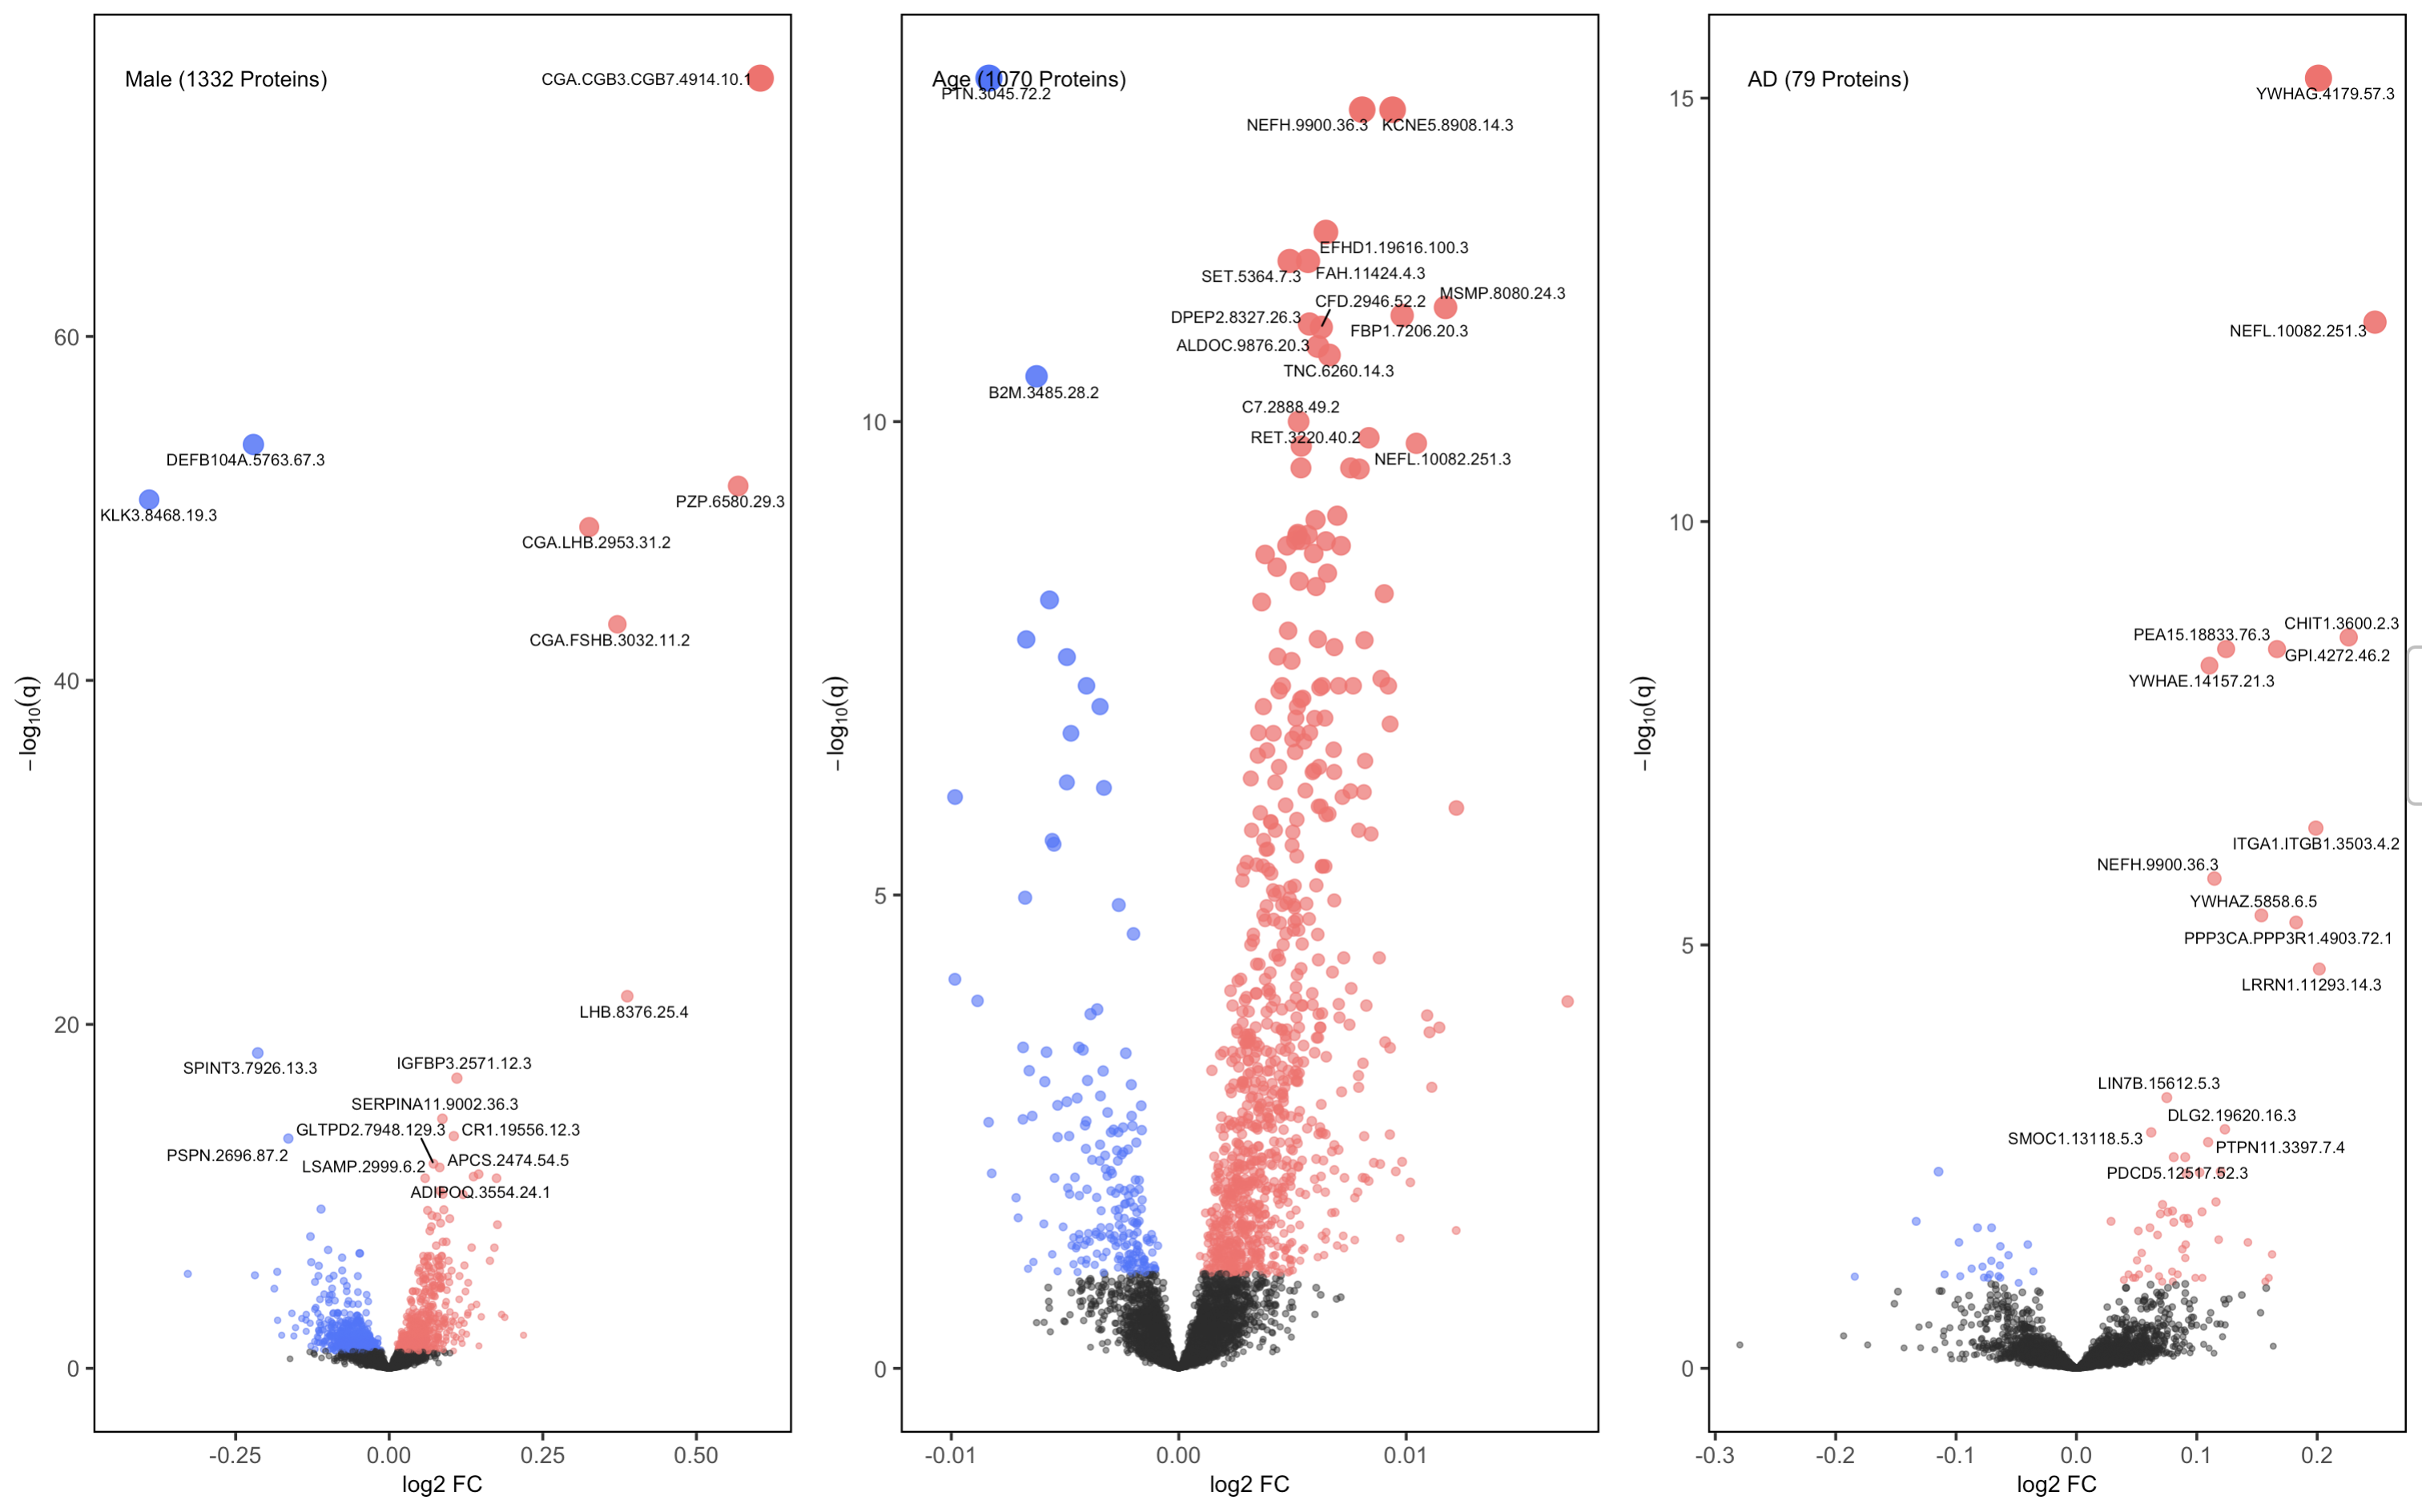 Male (1332 Proteins)
CGA.CGB3.CGB7.4914.10.1
DEFB104A.5763.67.3
KLK3.8468.19.3
PZP.6580.29.3
CGA.LHB.2953.31.2
CGA.FSHB.3032.11.2
LHB.8376.25.4
SPINT3.7926.13.3
IGFBP3.2571.12.3
SERPINA11.9002.36.3
GLTPD2.7948.129.3
CR1.19556.12.3
PSPN.2696.87.2
LSAMP.2999.6.2
APCS.2474.54.5
ADIPOQ.3554.24.1
60
40
20
0
−log10(q)
-0.25
0.00
0.25
0.50
log2 FC
Age (1070 Proteins)
PTN.3045.72.2
NEFH.9900.36.3
KCNE5.8908.14.3
EFHD1.19616.100.3
SET.5364.7.3
FAH.11424.4.3
MSMP.8080.24.3
CFD.2946.52.2
DPEP2.8327.26.3
FBP1.7206.20.3
ALDOC.9876.20.3
TNC.6260.14.3
B2M.3485.28.2
C7.2888.49.2
RET.3220.40.2
NEFL.10082.251.3
10
5
0
−log10(q)
-0.01
0.00
0.01
log2 FC
AD (79 Proteins)
YWHAG.4179.57.3
NEFL.10082.251.3
CHIT1.3600.2.3
PEA15.18833.76.3
GPI.4272.46.2
YWHAE.14157.21.3
ITGA1.ITGB1.3503.4.2
NEFH.9900.36.3
YWHAZ.5858.6.5
PPP3CA.PPP3R1.4903.72.1
LRRN1.11293.14.3
LIN7B.15612.5.3
DLG2.19620.16.3
SMOC1.13118.5.3
PTPN11.3397.7.4
PDCD5.12517.52.3
15
10
5
0
−log10(q)
-0.3
-0.2
-0.1
0.0
0.1
0.2
log2 FC